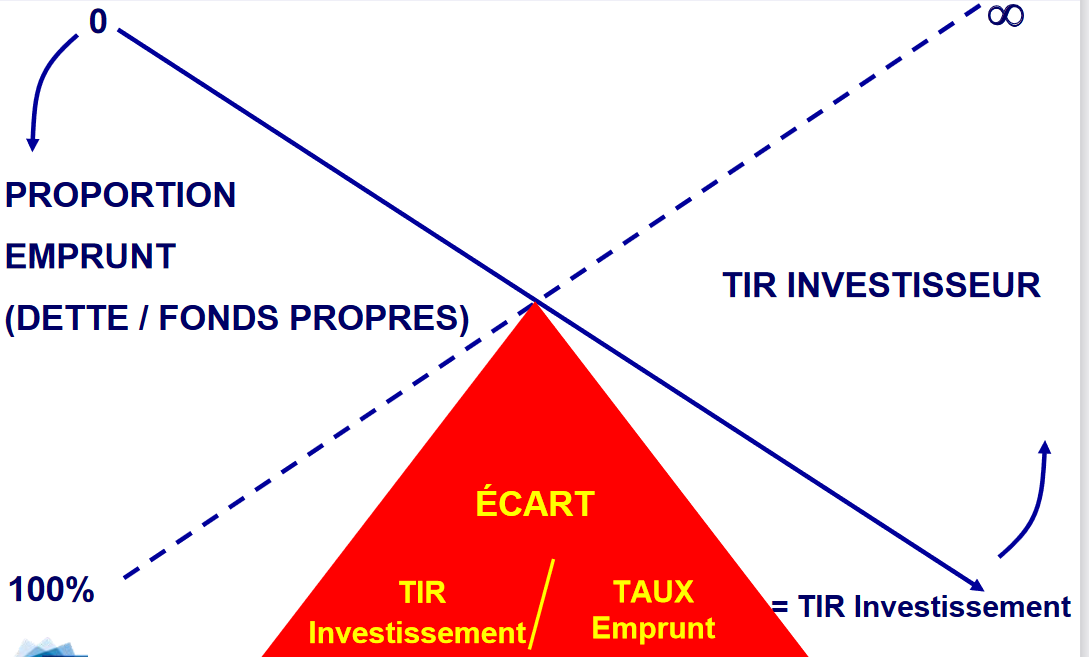 0
∞
PROPORTION
EMPRUNT
(DETTE / FONDS PROPRES)
TIR INVESTISSEUR
ÉCART
100%
TIR
Investissement
/
TAUX
Emprunt
= TIR Investissement